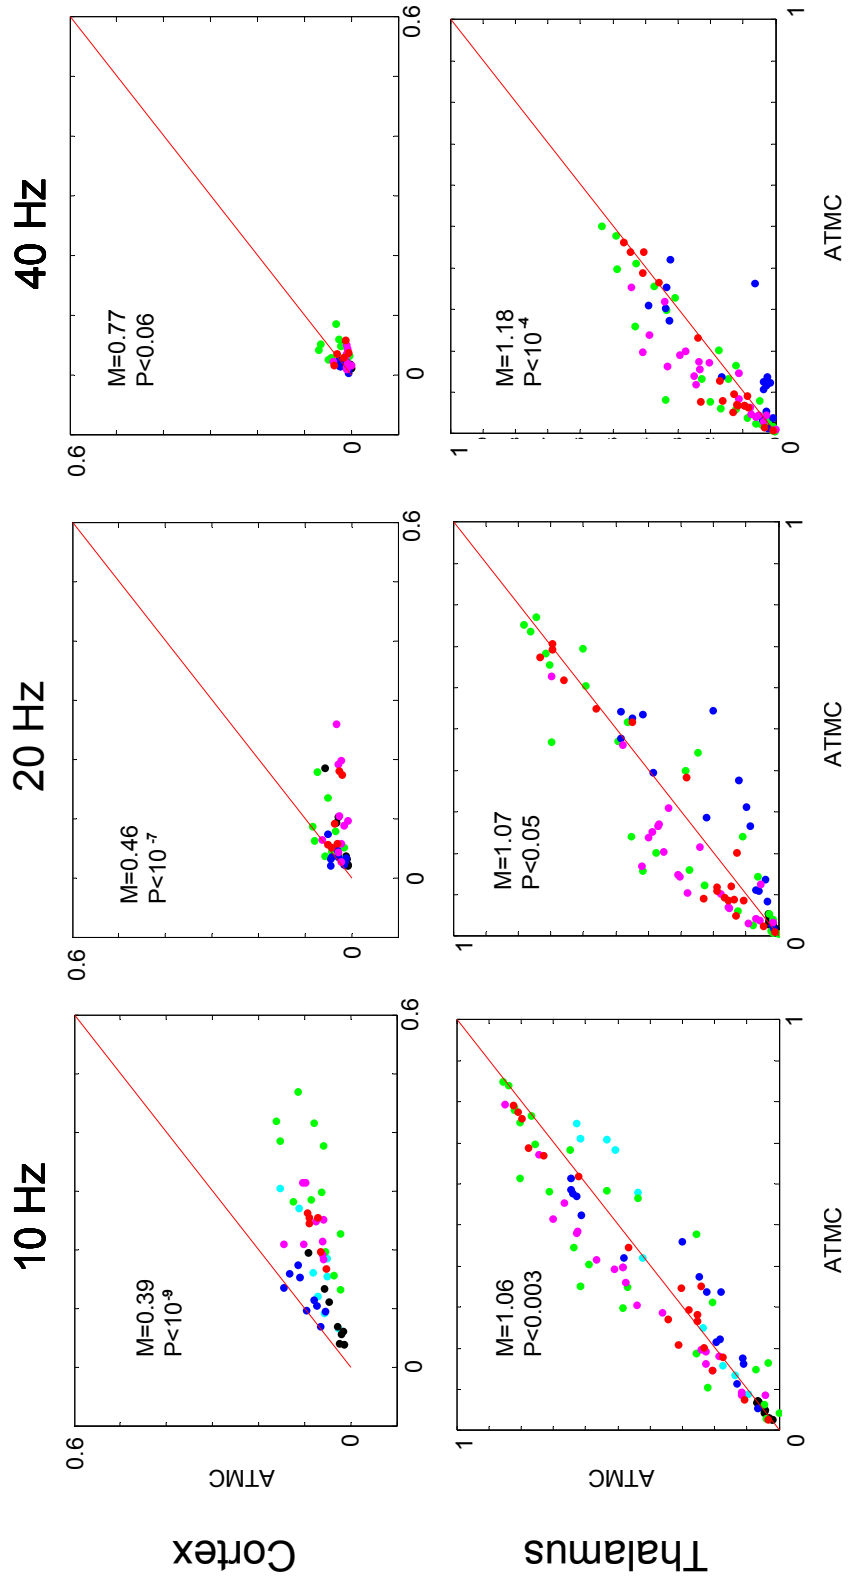 10 Hz
20 Hz
40 Hz
Cortex
ATMC
0.6
0
M=0.39
P<10-9
0
0.6
0.6
0
M=0.46
P<10-7
0
0.6
0.6
0
M=0.77
P<0.06
0
0.6
Thalamus
ATMC
1
M=1.06
P<0.003
0
1
ATMC
1
M=1.07
P<0.05
0
1
ATMC
1
M=1.18
P<10-4
0
1
ATMC